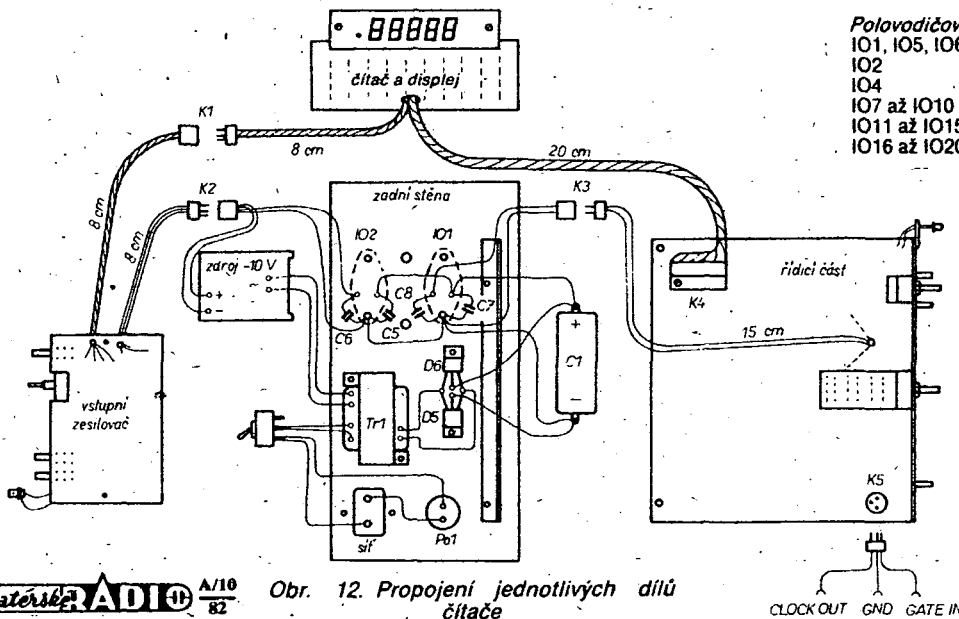 .88888
čítač a displej
K1
8 cm
20 cm
8 cm
K2
8 cm
zadní stěna
K3
IO2
IO1
zdroj -10 V
~
+
-
C8
C7
C6
C5
K4
řídicí část
15 cm
+
C1
-
D6
D5
Tr1
vstupní
zesilovač
síť
Po1
K5
CLOCK OUT GND GATE IN
RADIO A/10
82
Obr. 12. Propojení jednotlivých dílů
čítače
IO1, IO5, IO6
IO2
IO4
IO7 až IO10
IO11 až IO15
IO16 až IO20